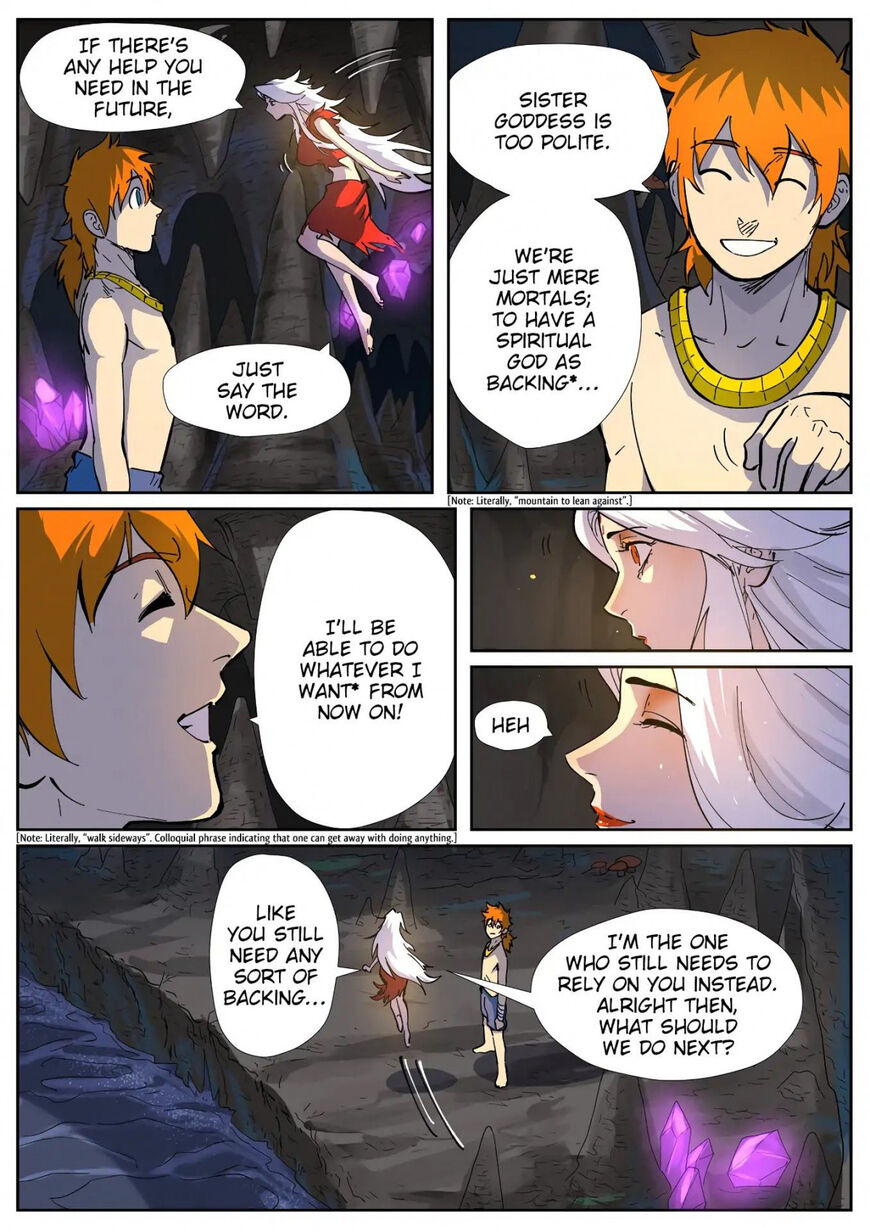 IF THERE'S
ANY HELP YOU
NEED IN THE
FUTURE,
JUST
SAY THE
WORD.
SISTER
GODDESS IS
TOO POLITE.
WE'RE
JUST MERE
MORTALS;
TO HAVE A
SPIRITUAL
GOD AS
BACKING*...
[Note: Literally, "mountain to lean against".]
I'LL BE
ABLE TO DO
WHATEVER I
WANT* FROM
NOW ON!
[Note: Literally, "walk sideways". Colloquial phrase indicating that one can get away with doing anything.]
HEH
LIKE
YOU STILL
NEED ANY
SORT OF
BACKING...
I'M THE ONE
WHO STILL NEEDS TO
RELY ON YOU INSTEAD.
ALRIGHT THEN,
WHAT SHOULD
WE DO NEXT?